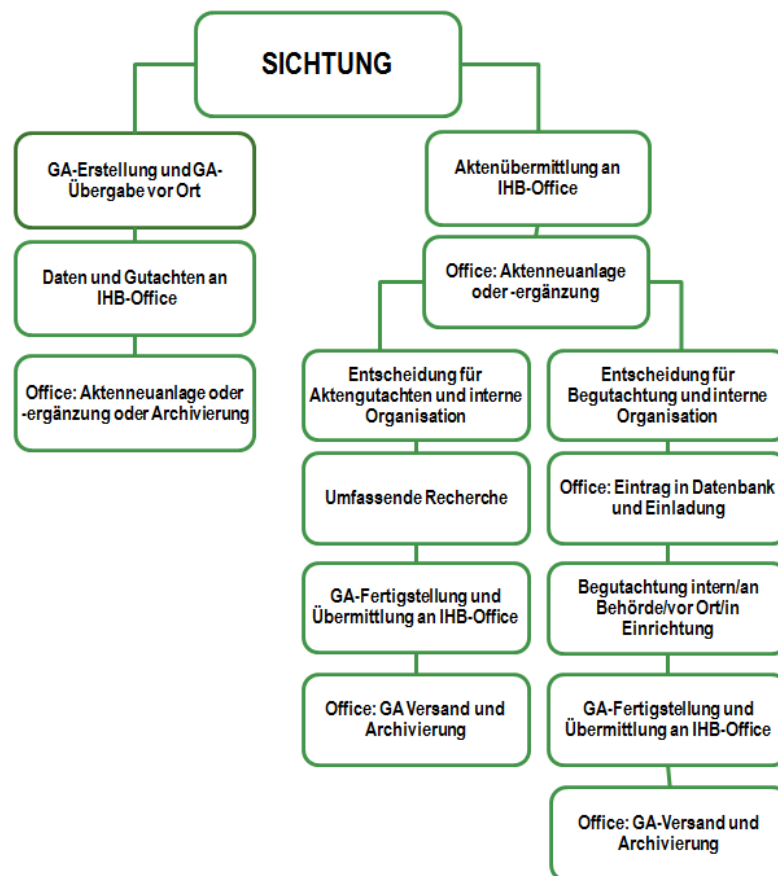 SICHTUNG
GA-Erstellung und GA-
Übergabe vor Ort
Daten und Gutachten an
IHB-Office
Office: Aktenneuanlage oder
-ergänzung oder Archivierung
Aktenübermittlung an
IHB-Office
Office: Aktenneuanlage
oder -ergänzung
Entscheidung für
Aktengutachten und interne
Organisation
Umfassende Recherche
GA-Fertigstellung und
Übermittlung an IHB-Office
Office: GA Versand und
Archivierung
Entscheidung für
Begutachtung und interne
Organisation
Office: Eintrag in Datenbank
und Einladung
Begutachtung intern/an
Behörde/vor Ort/in
Einrichtung
GA-Fertigstellung und
Übermittlung an IHB-Office
Office: GA-Versand und
Archivierung